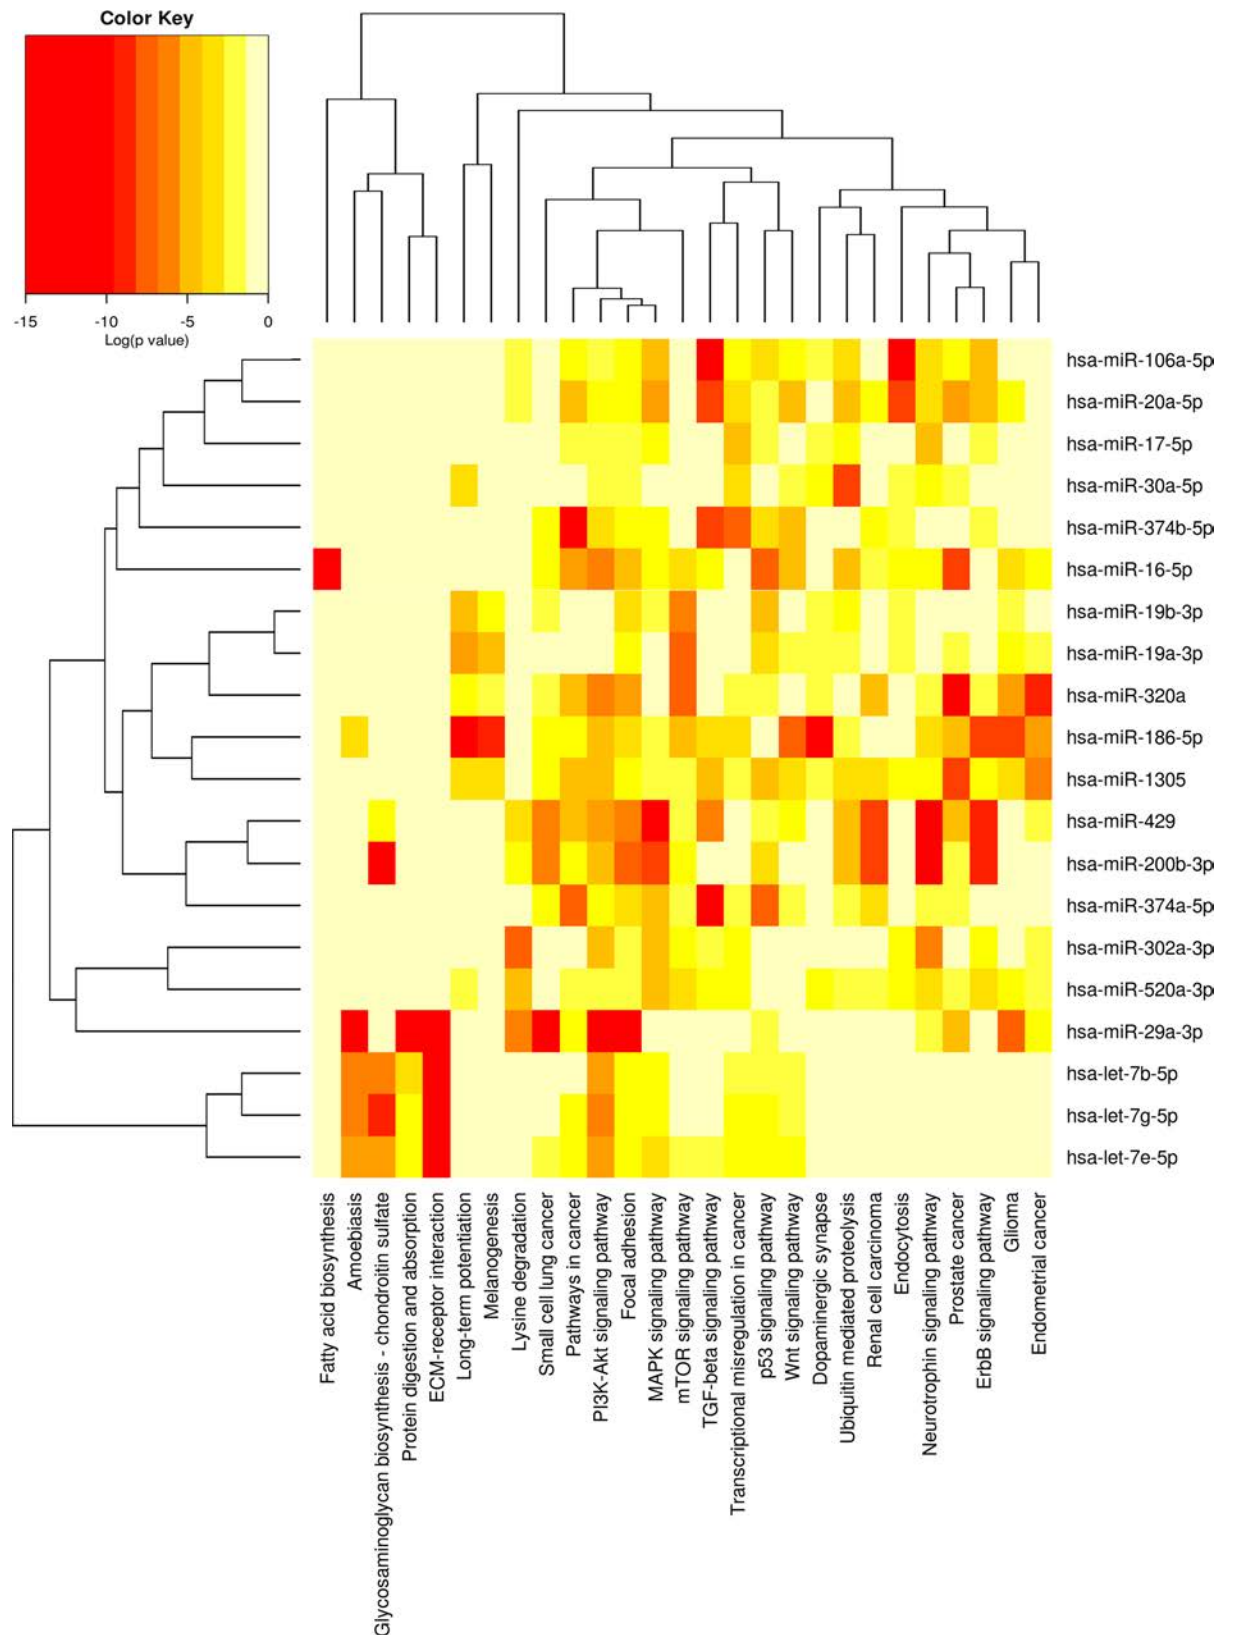 Color Key
-15 -10 -5 0
Log(p value)
hsa-miR-106a-5p
hsa-miR-20a-5p
hsa-miR-17-5p
hsa-miR-30a-5p
hsa-miR-374b-5p
hsa-miR-16-5p
hsa-miR-19b-3p
hsa-miR-19a-3p
hsa-miR-320a
hsa-miR-186-5p
hsa-miR-1305
hsa-miR-429
hsa-miR-200b-3p
hsa-miR-374a-5p
hsa-miR-302a-3p
hsa-miR-520a-3p
hsa-miR-29a-3p
hsa-let-7b-5p
hsa-let-7g-5p
hsa-let-7e-5p
Fatty acid biosynthesis
Amoebiasis
Glycosaminoglycan biosynthesis - chondroitin sulfate
Protein digestion and absorption
ECM-receptor interaction
Long-term potentiation
Melanogenesis
Lysine degradation
Small cell lung cancer
Pathways in cancer
PI3K-Akt signaling pathway
Focal adhesion
MAPK signaling pathway
mTOR signaling pathway
TGF-beta signaling pathway
Transcriptional misregulation in cancer
p53 signaling pathway
Wnt signaling pathway
Dopaminergic synapse
Ubiquitin mediated proteolysis
Renal cell carcinoma
Endocytosis
Neurotrophin signaling pathway
Prostate cancer
ErbB signaling pathway
Glioma
Endometrial cancer